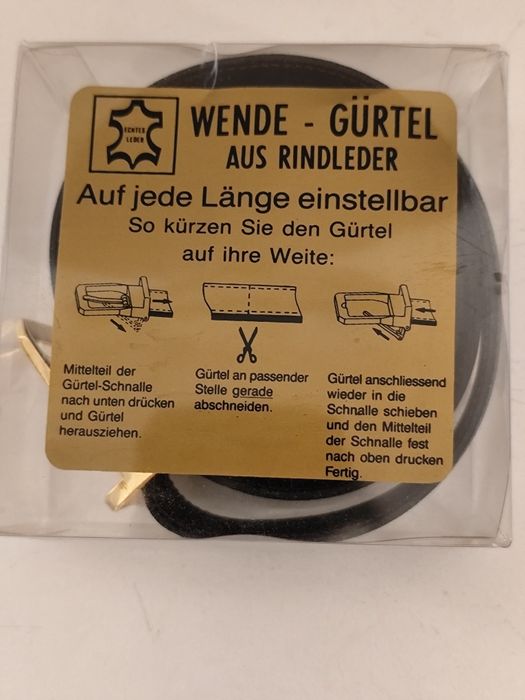 ECHTES
LEDER
WENDE - GÜRTEL
AUS RINDLEDER
Auf jede Länge einstellbar
So kürzen Sie den Gürtel
auf ihre Weite:
Mittelteil der
Gürtel-Schnalle
nach unten drücken
und Gürtel
herausziehen.
Gürtel an passender
Stelle gerade
abschneiden.
Gürtel anschliessend
wieder in die
Schnalle schieben
und den Mittelteil
der Schnalle fest
nach oben drucken
Fertig.